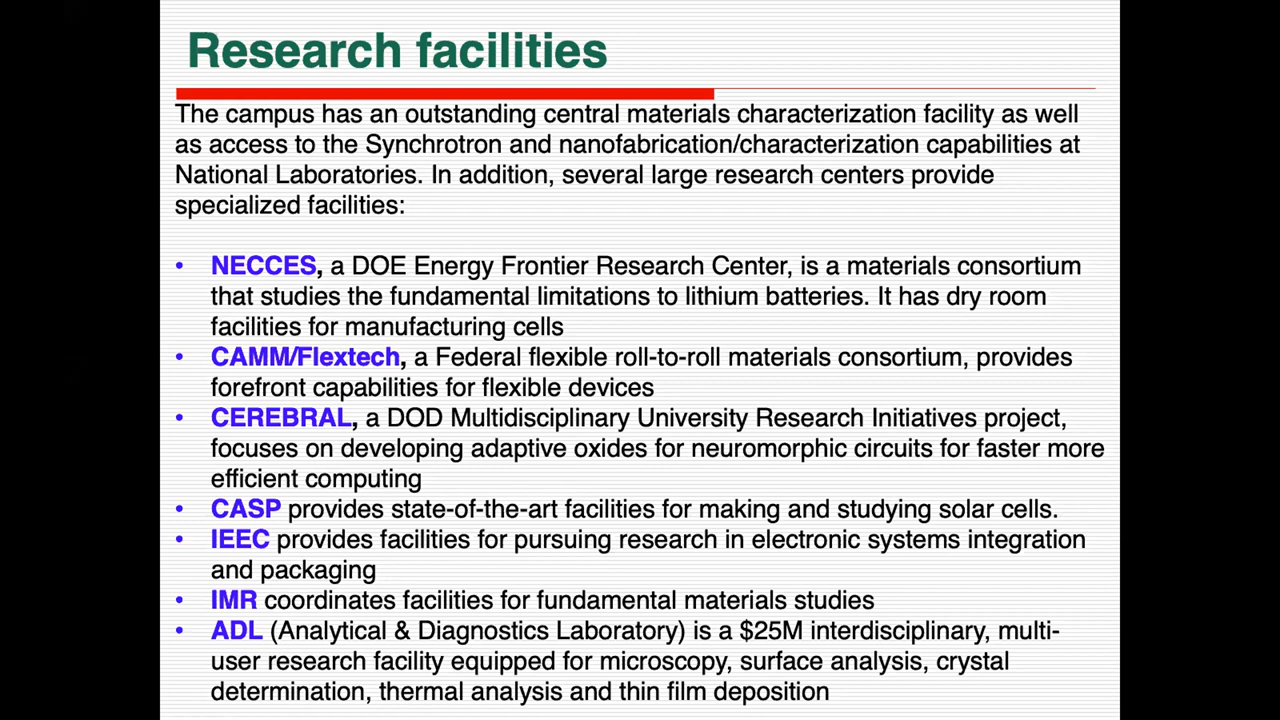 Research facilities
The campus has an outstanding central materials characterization facility as well
as access to the Synchrotron and nanofabrication/characterization capabilities at
National Laboratories. In addition, several large research centers provide
specialized facilities:
• NECCES, a DOE Energy Frontier Research Center, is a materials consortium
that studies the fundamental limitations to lithium batteries. It has dry room
facilities for manufacturing cells
• CAMM/Flextech, a Federal flexible roll-to-roll materials consortium, provides
forefront capabilities for flexible devices
• CEREBRAL, a DOD Multidisciplinary University Research Initiatives project,
focuses on developing adaptive oxides for neuromorphic circuits for faster more
efficient computing
• CASP provides state-of-the-art facilities for making and studying solar cells.
• IEEC provides facilities for pursuing research in electronic systems integration
and packaging
• IMR coordinates facilities for fundamental materials studies
• ADL (Analytical & Diagnostics Laboratory) is a $25M interdisciplinary, multi-
user research facility equipped for microscopy, surface analysis, crystal
determination, thermal analysis and thin film deposition